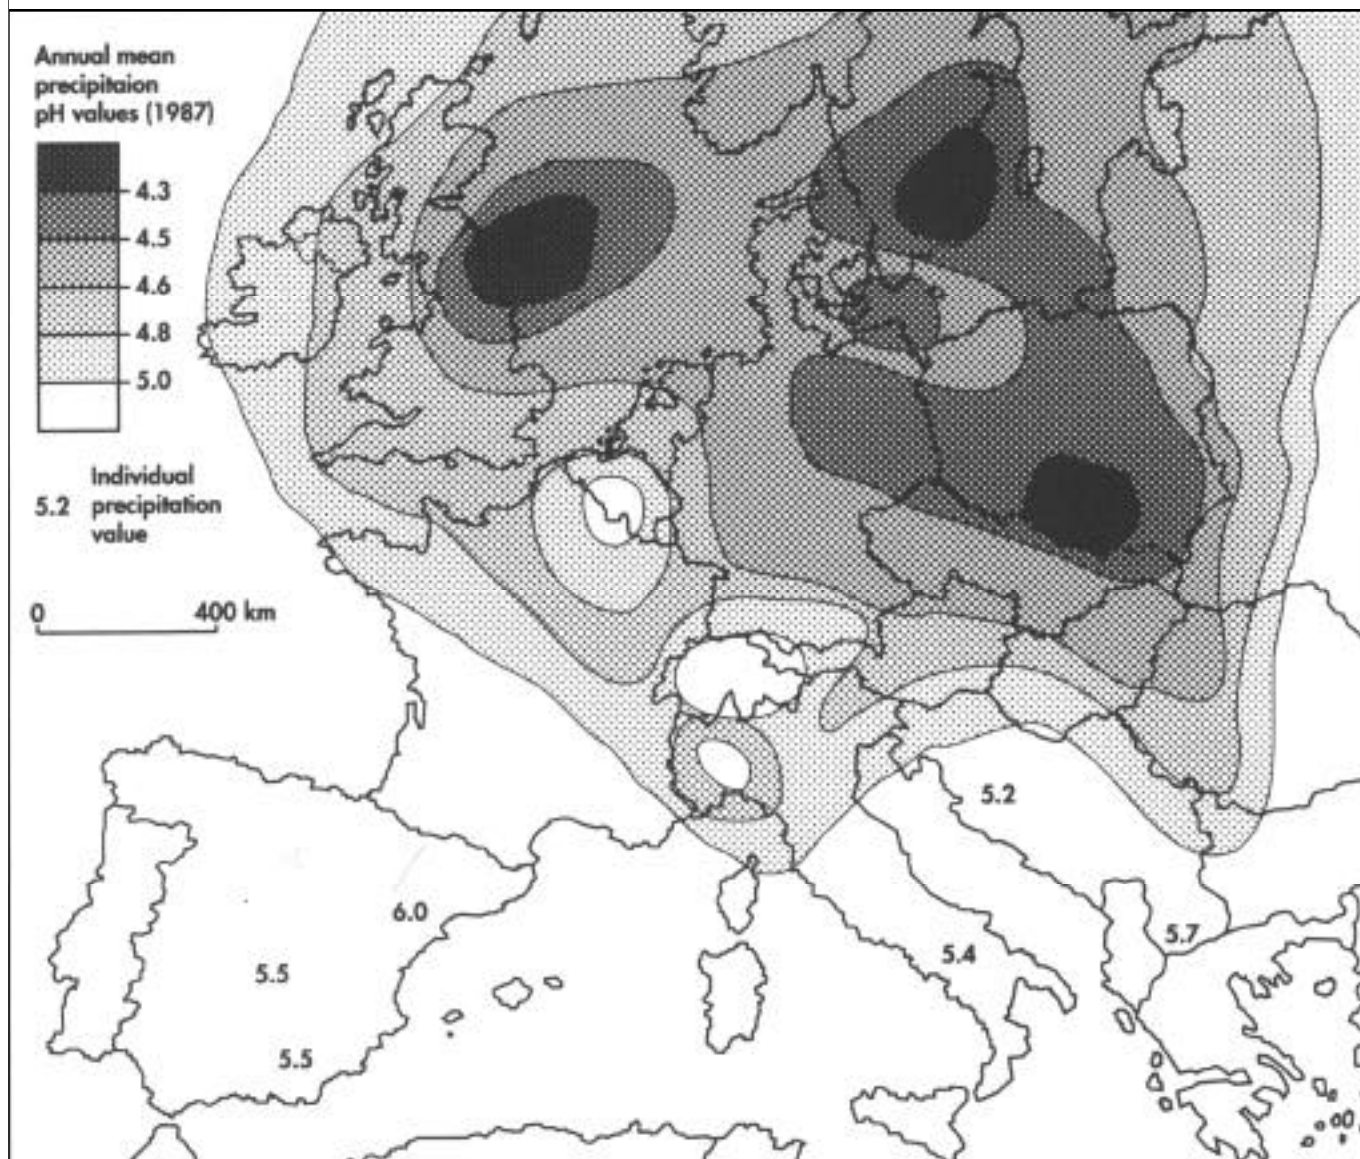 Annual mean
precipitaion
pH values (1987)
4.3
4.5
4.6
4.8
5.0
5.2
Individual
precipitation
value
0 400 km
5.2
6.0
5.7
5.4
5.5
5.5